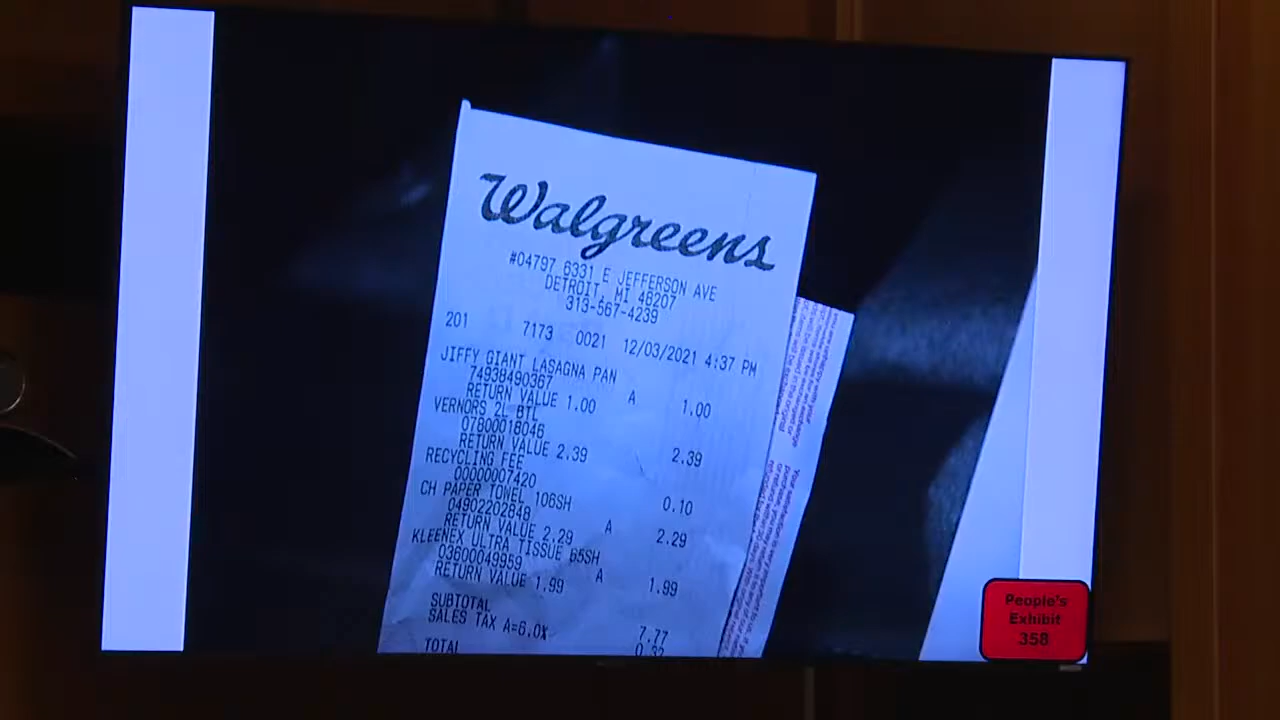 Walgreens
#04797 6331 E JEFFERSON AVE
DETROIT, MI 48207
313-567-4239
201 7173 0021 12/03/2021 4:37 PM
JIFFY GIANT LASAGNA PAN
74938490367 A 1.00
RETURN VALUE 1.00
VERNORS 2L BTL
07800018046 2.39
RETURN VALUE 2.39
RECYCLING FEE
00000007420 0.10
CH PAPER TOWEL 106SH
04902202848 A 2.29
RETURN VALUE 2.29
KLEENEX ULTRA TISSUE 65SH
03600049959 A 1.99
RETURN VALUE 1.99
SUBTOTAL 7.77
SALES TAX A=6.0% 0.32
TOTAL
People's
Exhibit
358